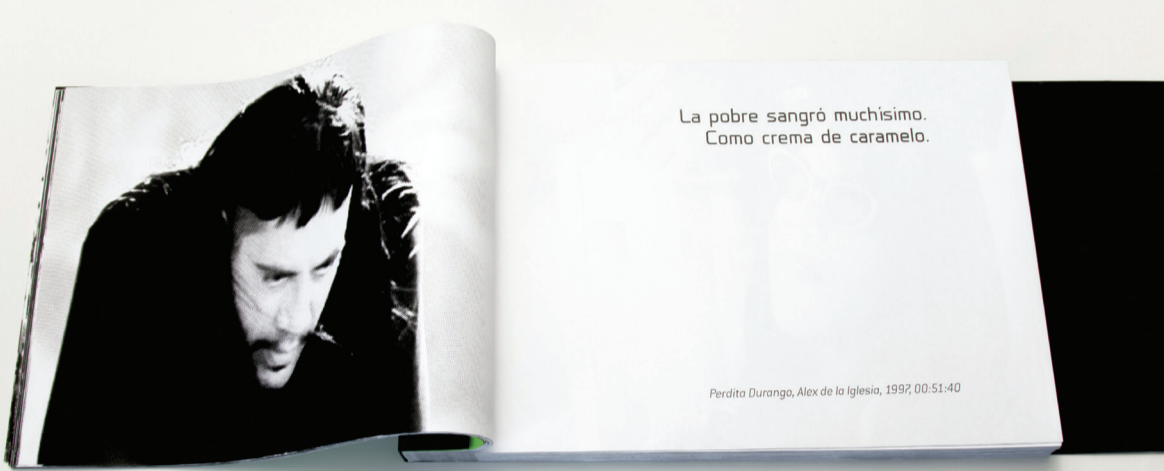 La pobre sangró muchísimo.
Como crema de caramelo.
Perdita Durango, Alex de la Iglesia, 1997, 00:51:40